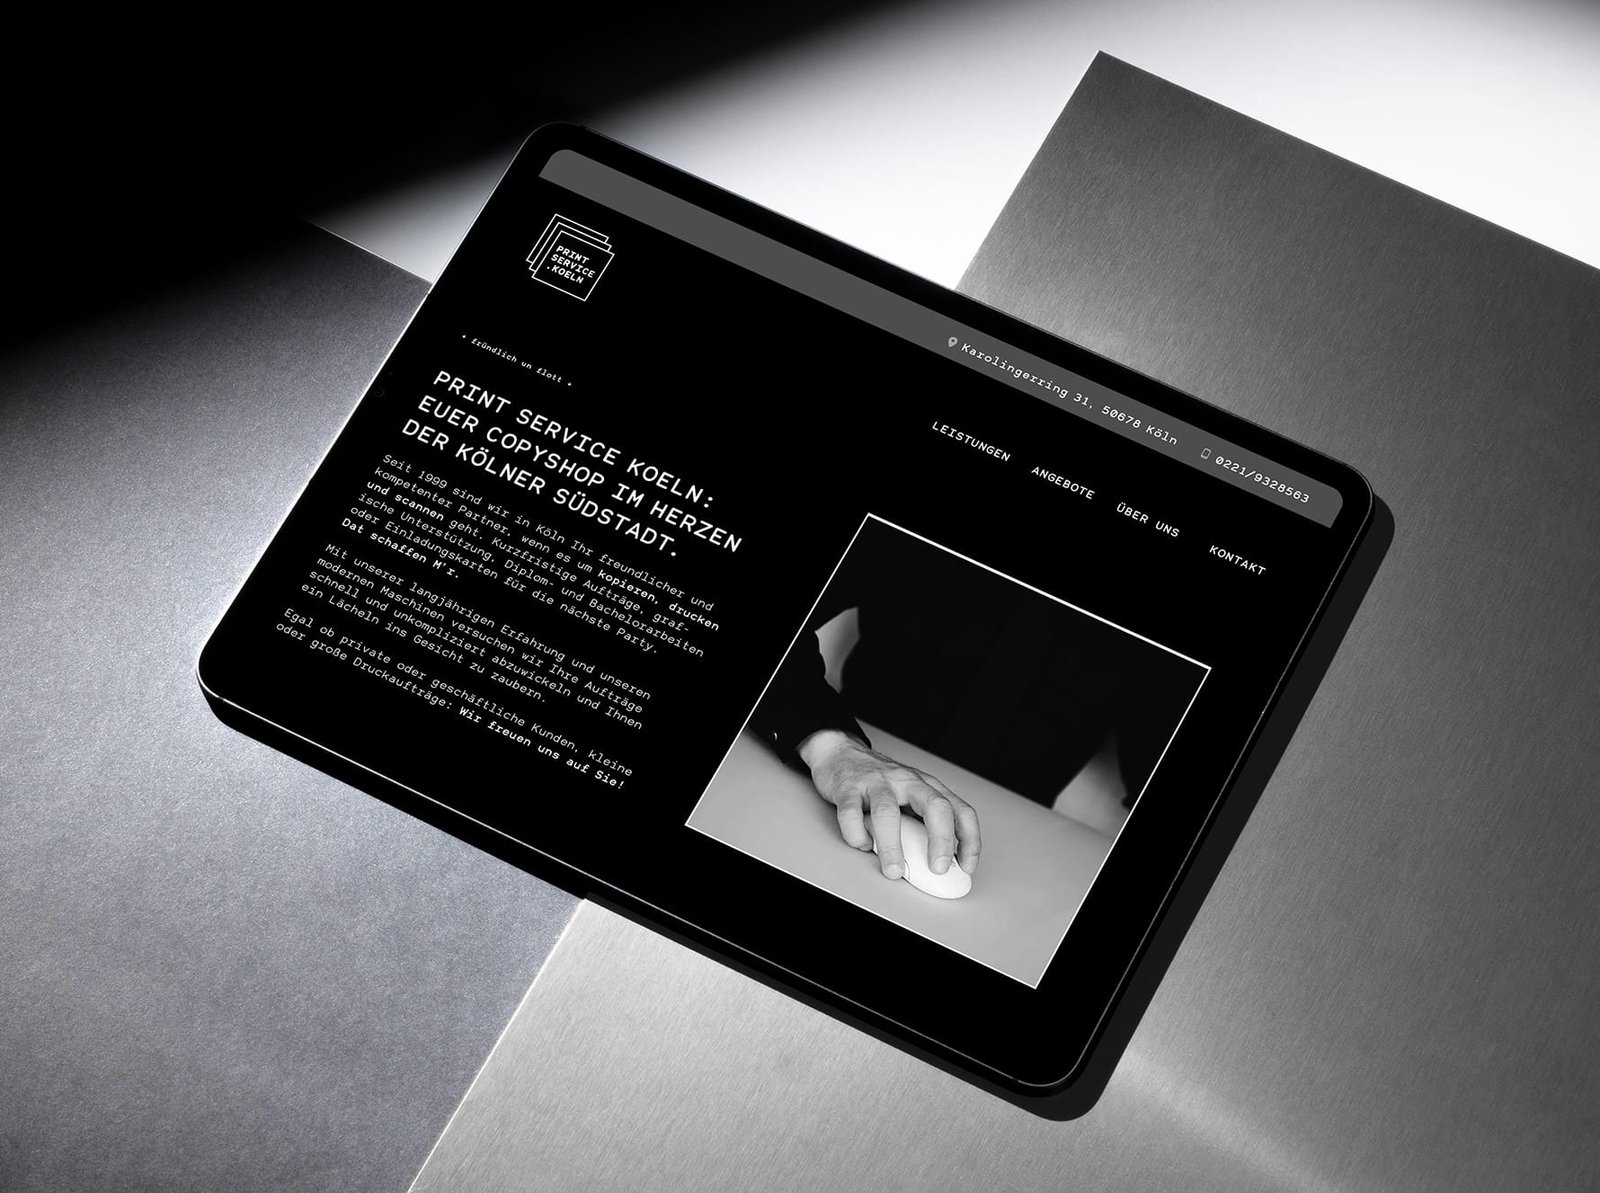 Karolingerring 31, 50678 Köln
0221/9328563
PRINT
SERVICE
.KOELN
LEISTUNGEN
ANGEBOTE
ÜBER UNS
KONTAKT
• fründlich un flott •
PRINT SERVICE KOELN:
EUER COPYSHOP IM HERZEN
DER KÖLNER SÜDSTADT.
Seit 1999 sind wir in Köln Ihr freundlicher und
kompetenter Partner, wenn es um kopieren, drucken
und scannen geht. Kurzfristige Aufträge, graf-
ische Unterstützung, Diplom- und Bachelorarbeiten
oder Einladungskarten für die nächste Party.
Dat schaffen M'r.
Mit unserer langjährigen Erfahrung und unseren
modernen Maschinen versuchen wir Ihre Aufträge
schnell und unkompliziert abzuwickeln und Ihnen
ein Lächeln ins Gesicht zu zaubern.
Egal ob private oder geschäftliche Kunden, kleine
oder große Druckaufträge: Wir freuen uns auf Sie!